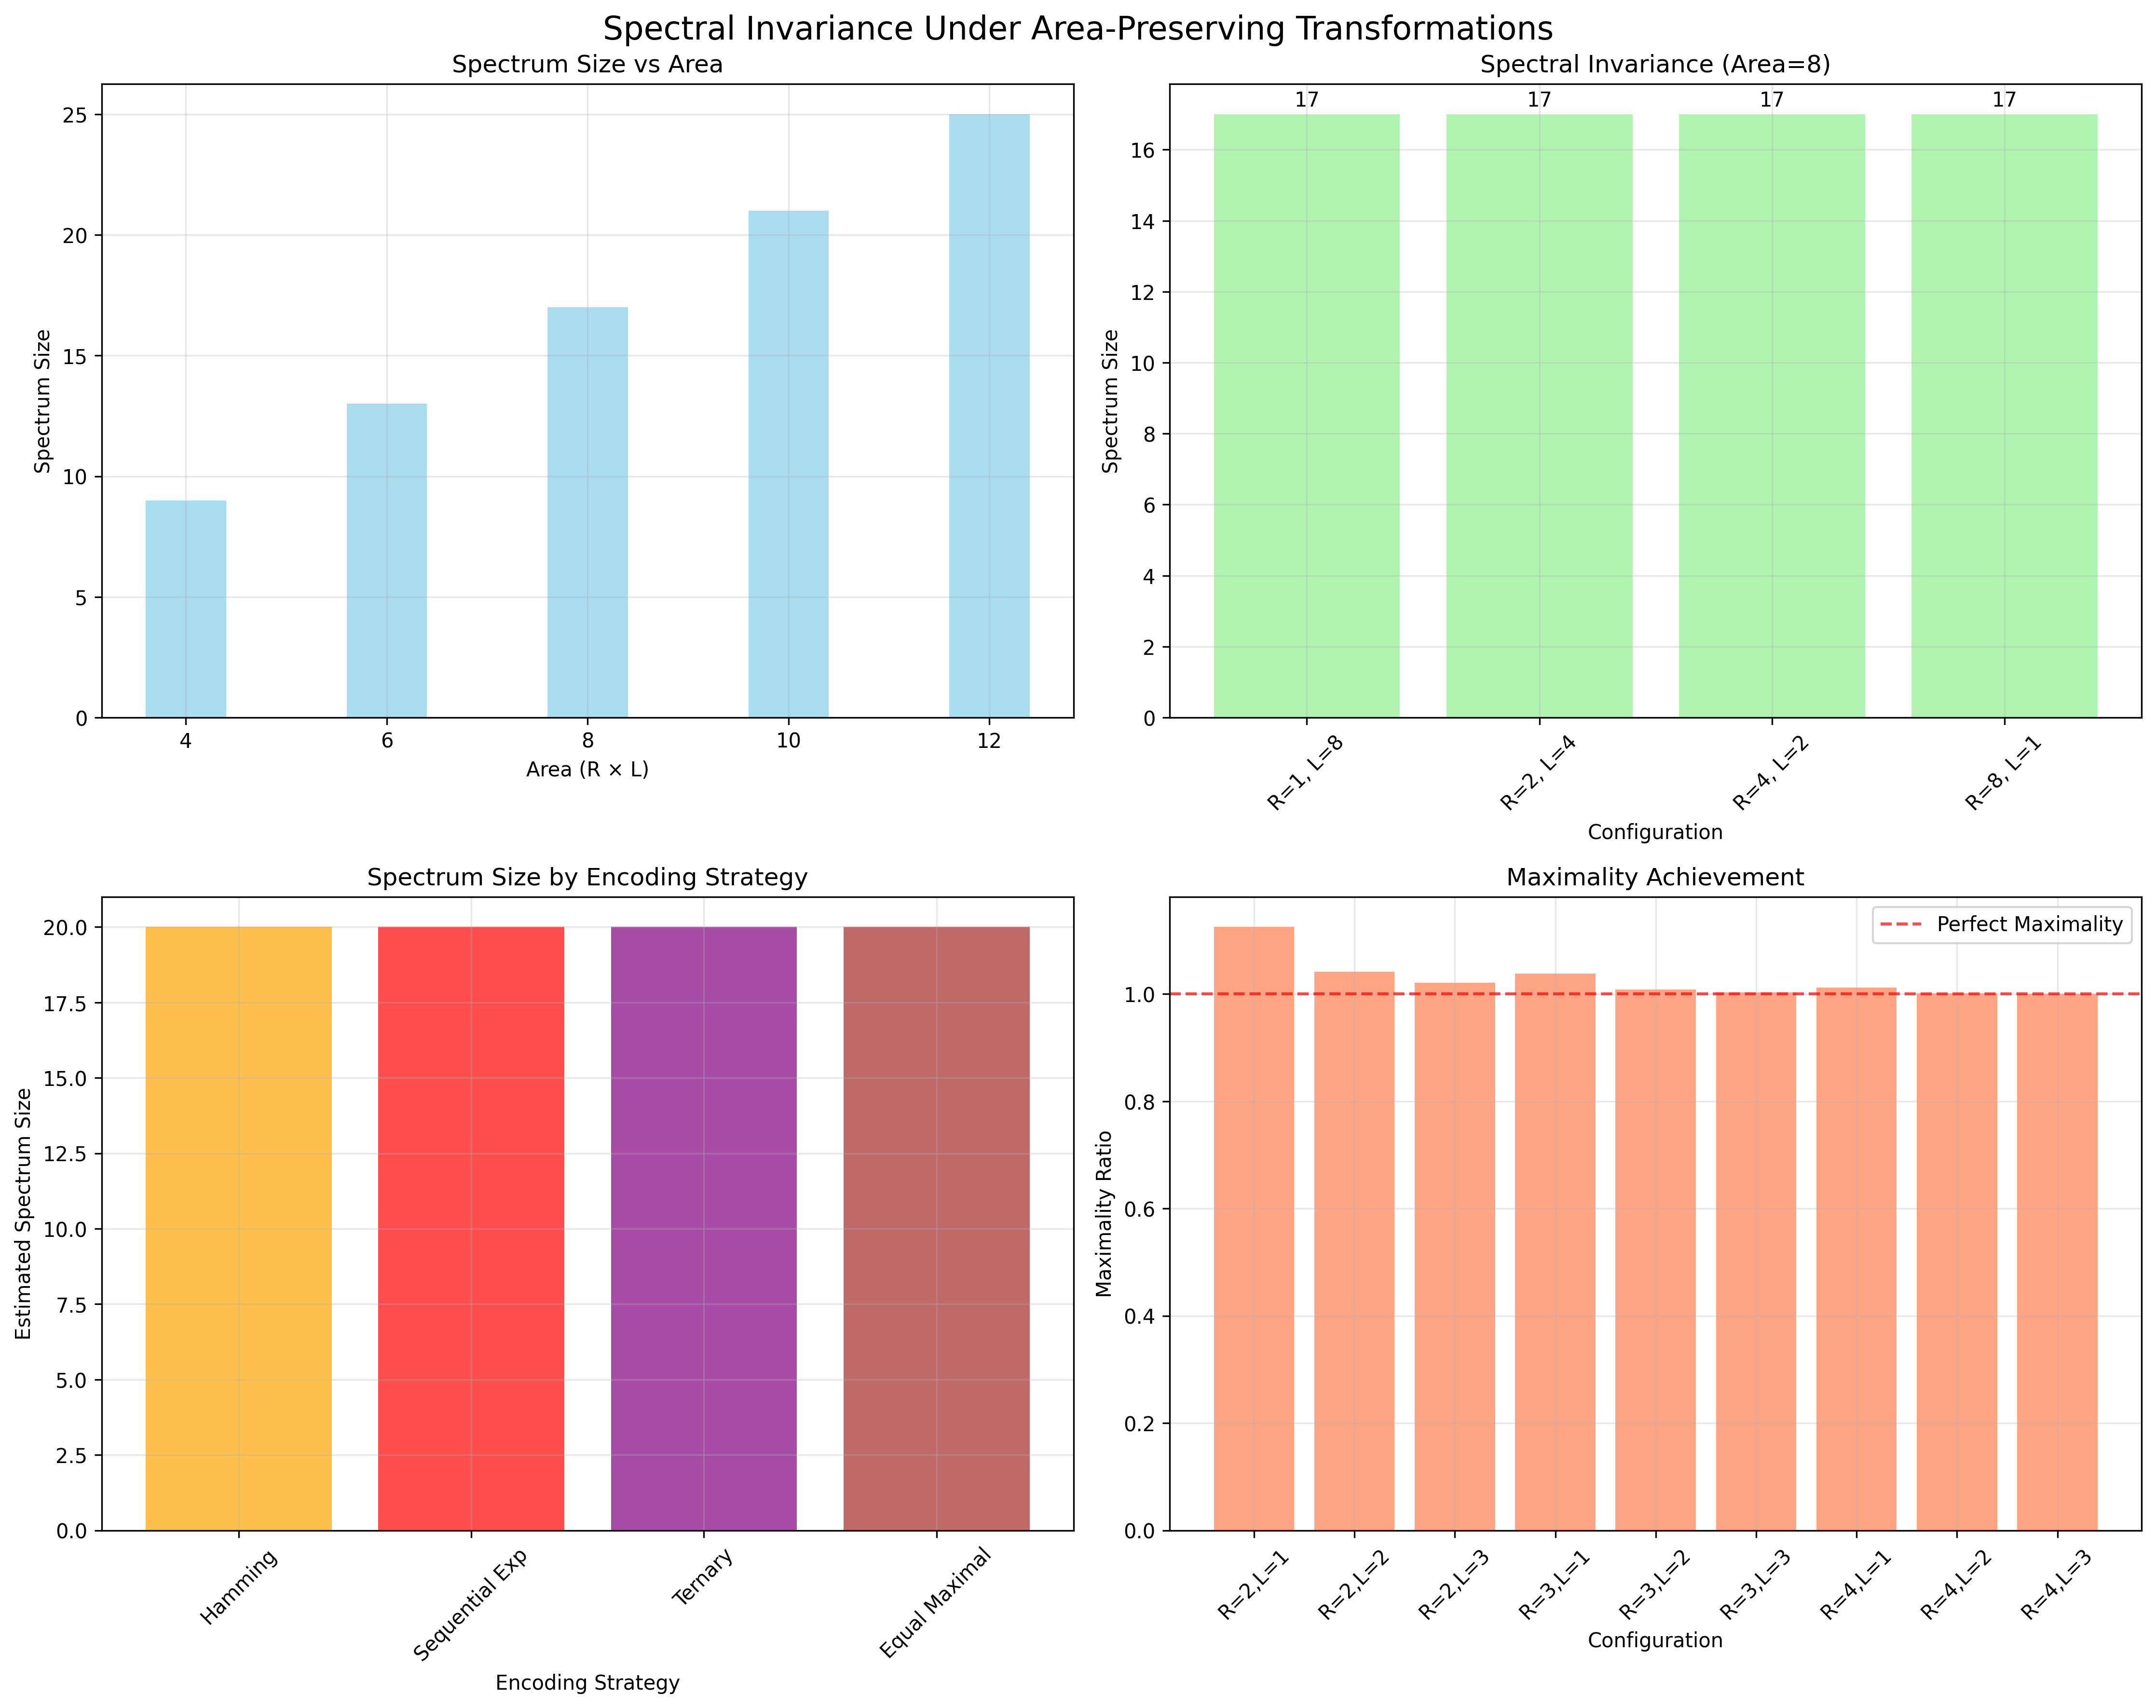 Spectral Invariance Under Area-Preserving Transformations
Spectrum Size vs Area
Spectrum Size
25
20
15
10
5
0
4 6 8 10 12
Area (R × L)
Spectral Invariance (Area=8)
Spectrum Size
17 17 17 17
16
14
12
10
8
6
4
2
0
R=1, L=8 R=2, L=4 R=4, L=2 R=8, L=1
Configuration
Spectrum Size by Encoding Strategy
Estimated Spectrum Size
20.0
17.5
15.0
12.5
10.0
7.5
5.0
2.5
0.0
Hamming Sequential Exp Ternary Equal Maximal
Encoding Strategy
Maximality Achievement
Perfect Maximality
Maximality Ratio
1.0
0.8
0.6
0.4
0.2
0.0
R=2,L=1 R=2,L=2 R=2,L=3 R=3,L=1 R=3,L=2 R=3,L=3 R=4,L=1 R=4,L=2 R=4,L=3
Configuration